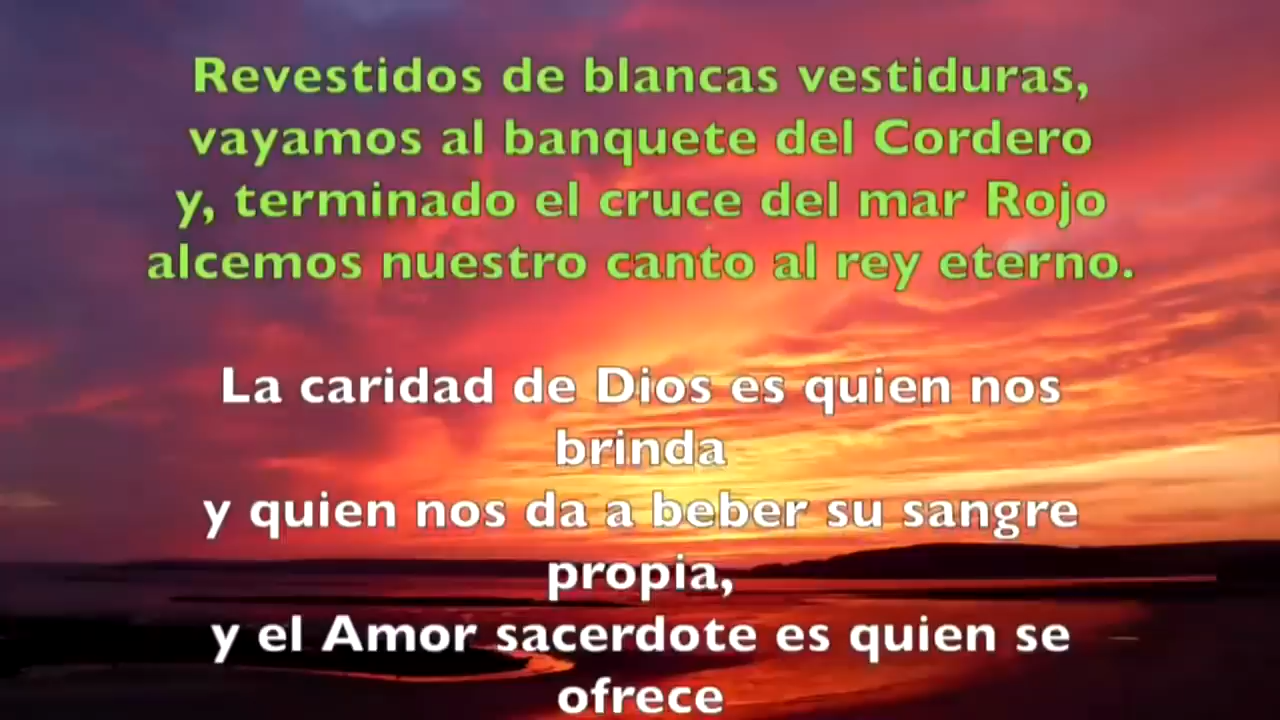 Revestidos de blancas vestiduras,
vayamos al banquete del Cordero
y, terminado el cruce del mar Rojo
alcemos nuestro canto al rey eterno.
La caridad de Dios es quien nos
brinda
y quien nos da a beber su sangre
propia,
y el Amor sacerdote es quien se
ofrece